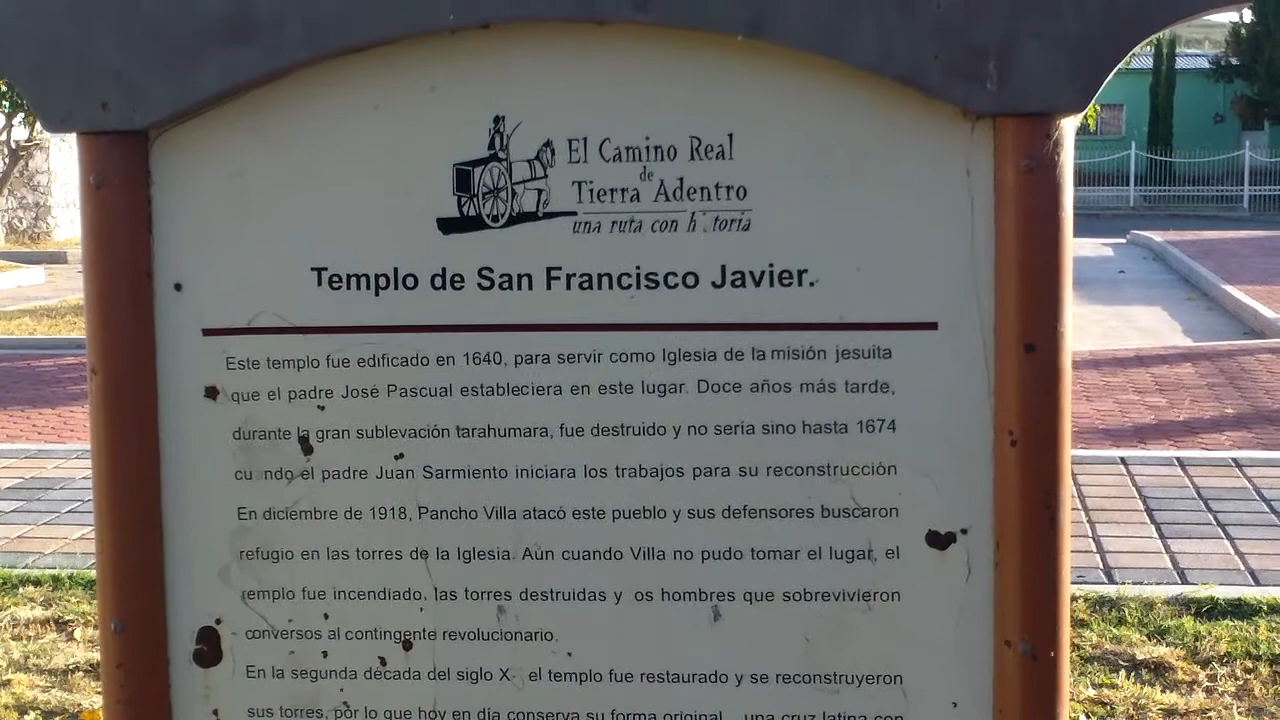 El Camino Real
de
Tierra Adentro
una ruta con h toria
Templo de San Francisco Javier.
Este templo fue edificado en 1640, para servir como Iglesia de la misión jesuita
que el padre José Pascual estableciera en este lugar. Doce años más tarde,
durante la gran sublevación tarahumara, fue destruido y no sería sino hasta 1674
cu ndo el padre Juan Sarmiento iniciara los trabajos para su reconstrucción
En diciembre de 1918, Pancho Villa atacó este pueblo y sus defensores buscaron
refugio en las torres de la Iglesia. Aún cuando Villa no pudo tomar el lugar, el
templo fue incendiado, las torres destruidas y os hombres que sobrevivieron
conversos al contingente revolucionario.
En la segunda década del siglo X el templo fue restaurado y se reconstruyeron
sus torres, por lo que hoy en día conserva su forma original una cruz latina con